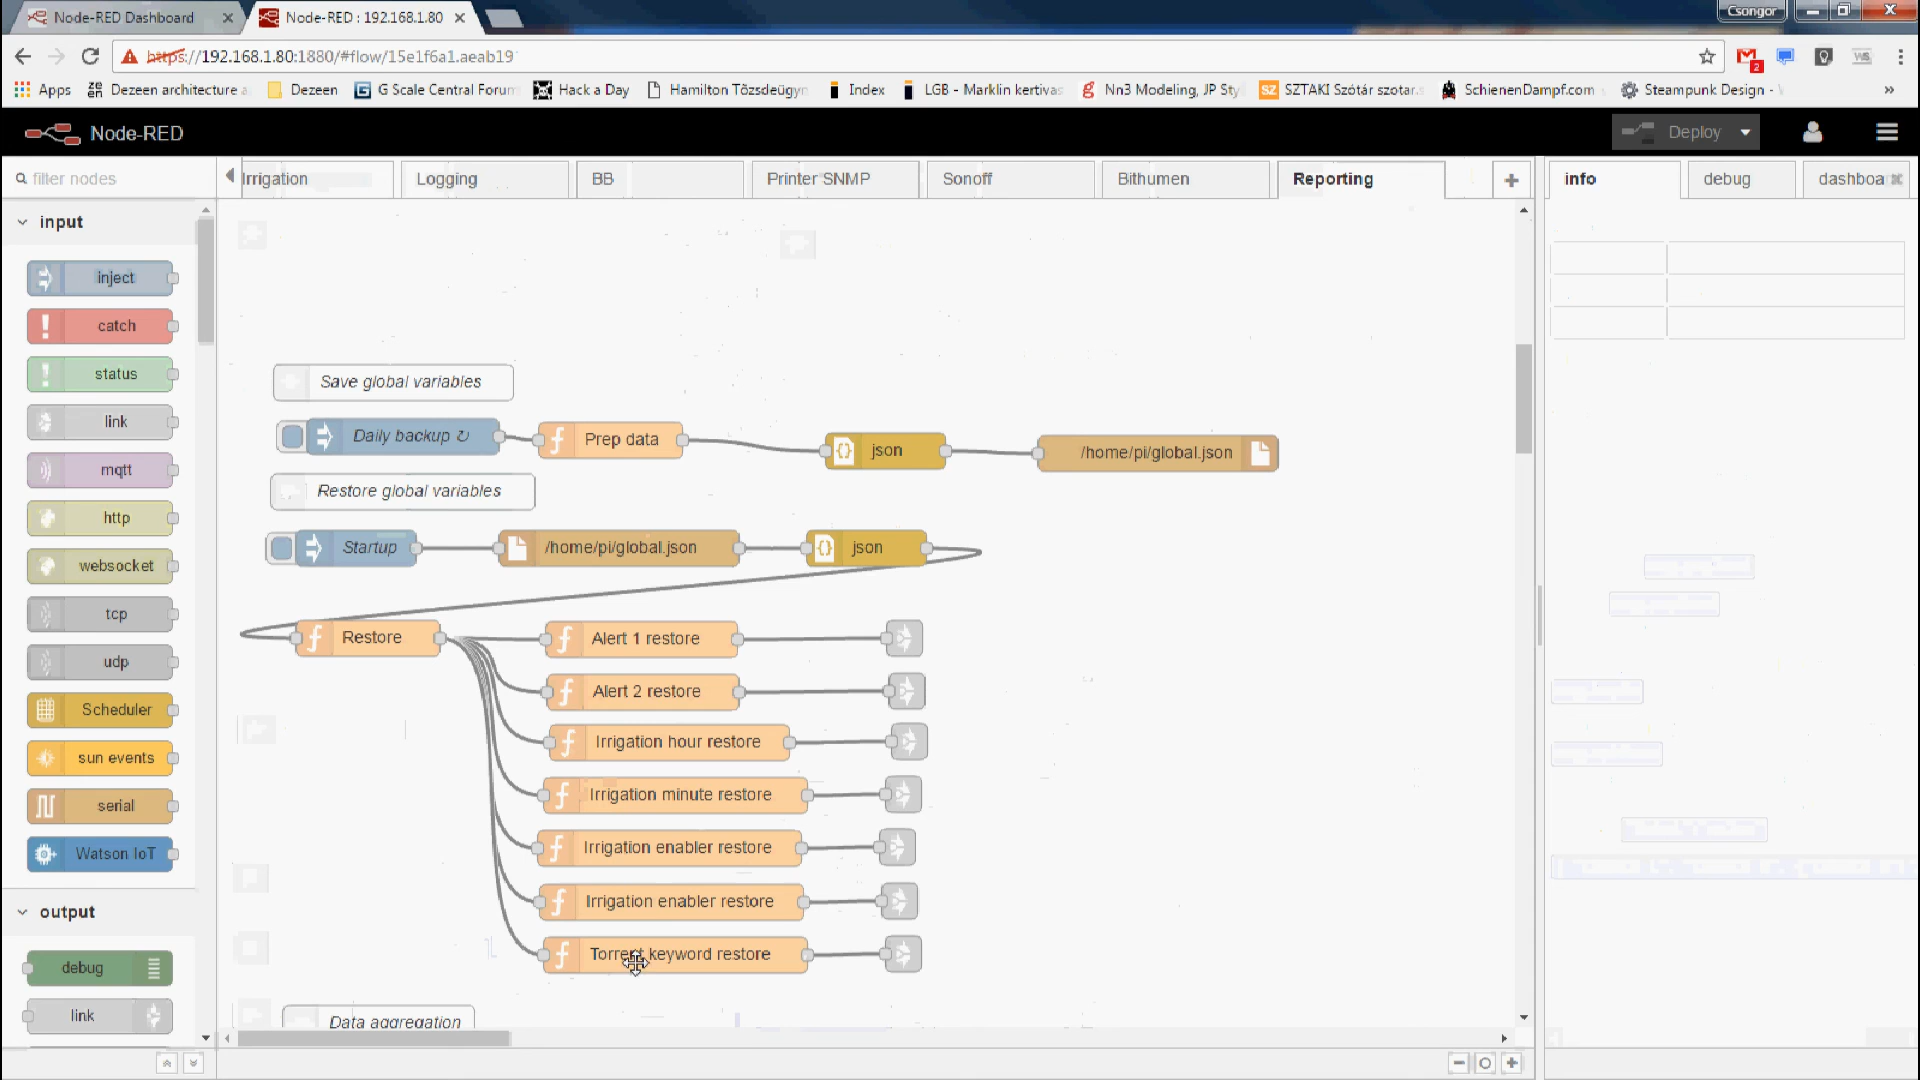 Node-RED Dashboard
Node-RED : 192.168.1.80
Csongor
https://192.168.1.80:1880/#flow/15e1f6a1.aeab19
2
Apps
Dezeen architecture a
Dezeen
G Scale Central Forum
Hack a Day
Hamilton Tőzsdeügyn
Index
LGB - Marklin kertivas
Nn3 Modeling, JP Sty
SZ
SZTAKI Szótár szotar.s
SchienenDampf.com
Steampunk Design -
Node-RED
Deploy
filter nodes
Irrigation
Logging
BB
Printer SNMP
Sonoff
Bithumen
Reporting
info
debug
dashboa
input
inject
catch
status
link
mqtt
http
websocket
tcp
udp
Scheduler
sun events
serial
Watson IoT
output
debug
link
Save global variables
Daily backup ↻
Prep data
json
/home/pi/global.json
Restore global variables
Startup
/home/pi/global.json
json
Restore
Alert 1 restore
Alert 2 restore
Irrigation hour restore
Irrigation minute restore
Irrigation enabler restore
Irrigation enabler restore
Torrent keyword restore
Data aggregation